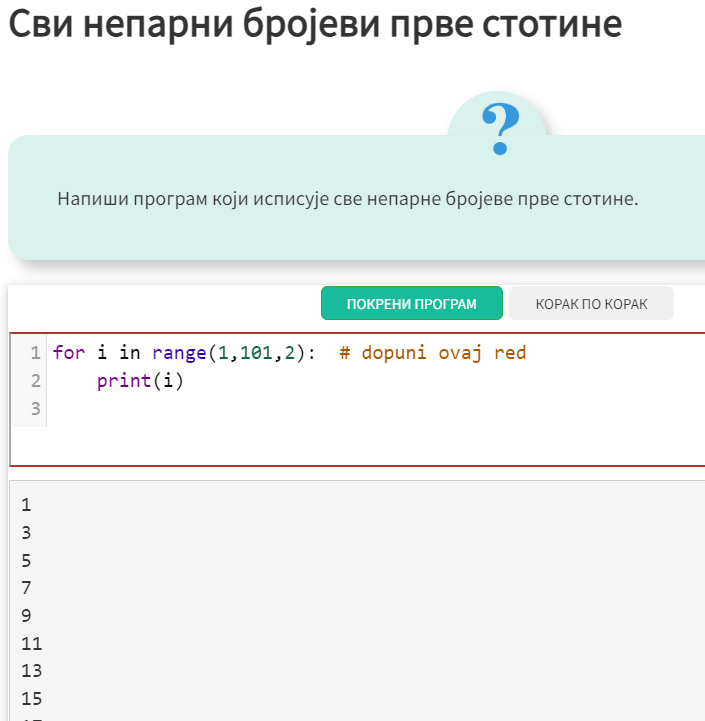 Сви непарни бројеви прве стотине
?
Напиши програм који исписује све непарне бројеве прве стотине.
ПОКРЕНИ ПРОГРАМ КОРАК ПО КОРАК
1 for i in range(1,101,2):  # dopuni ovaj red
2     print(i)
3
1
3
5
7
9
11
13
15